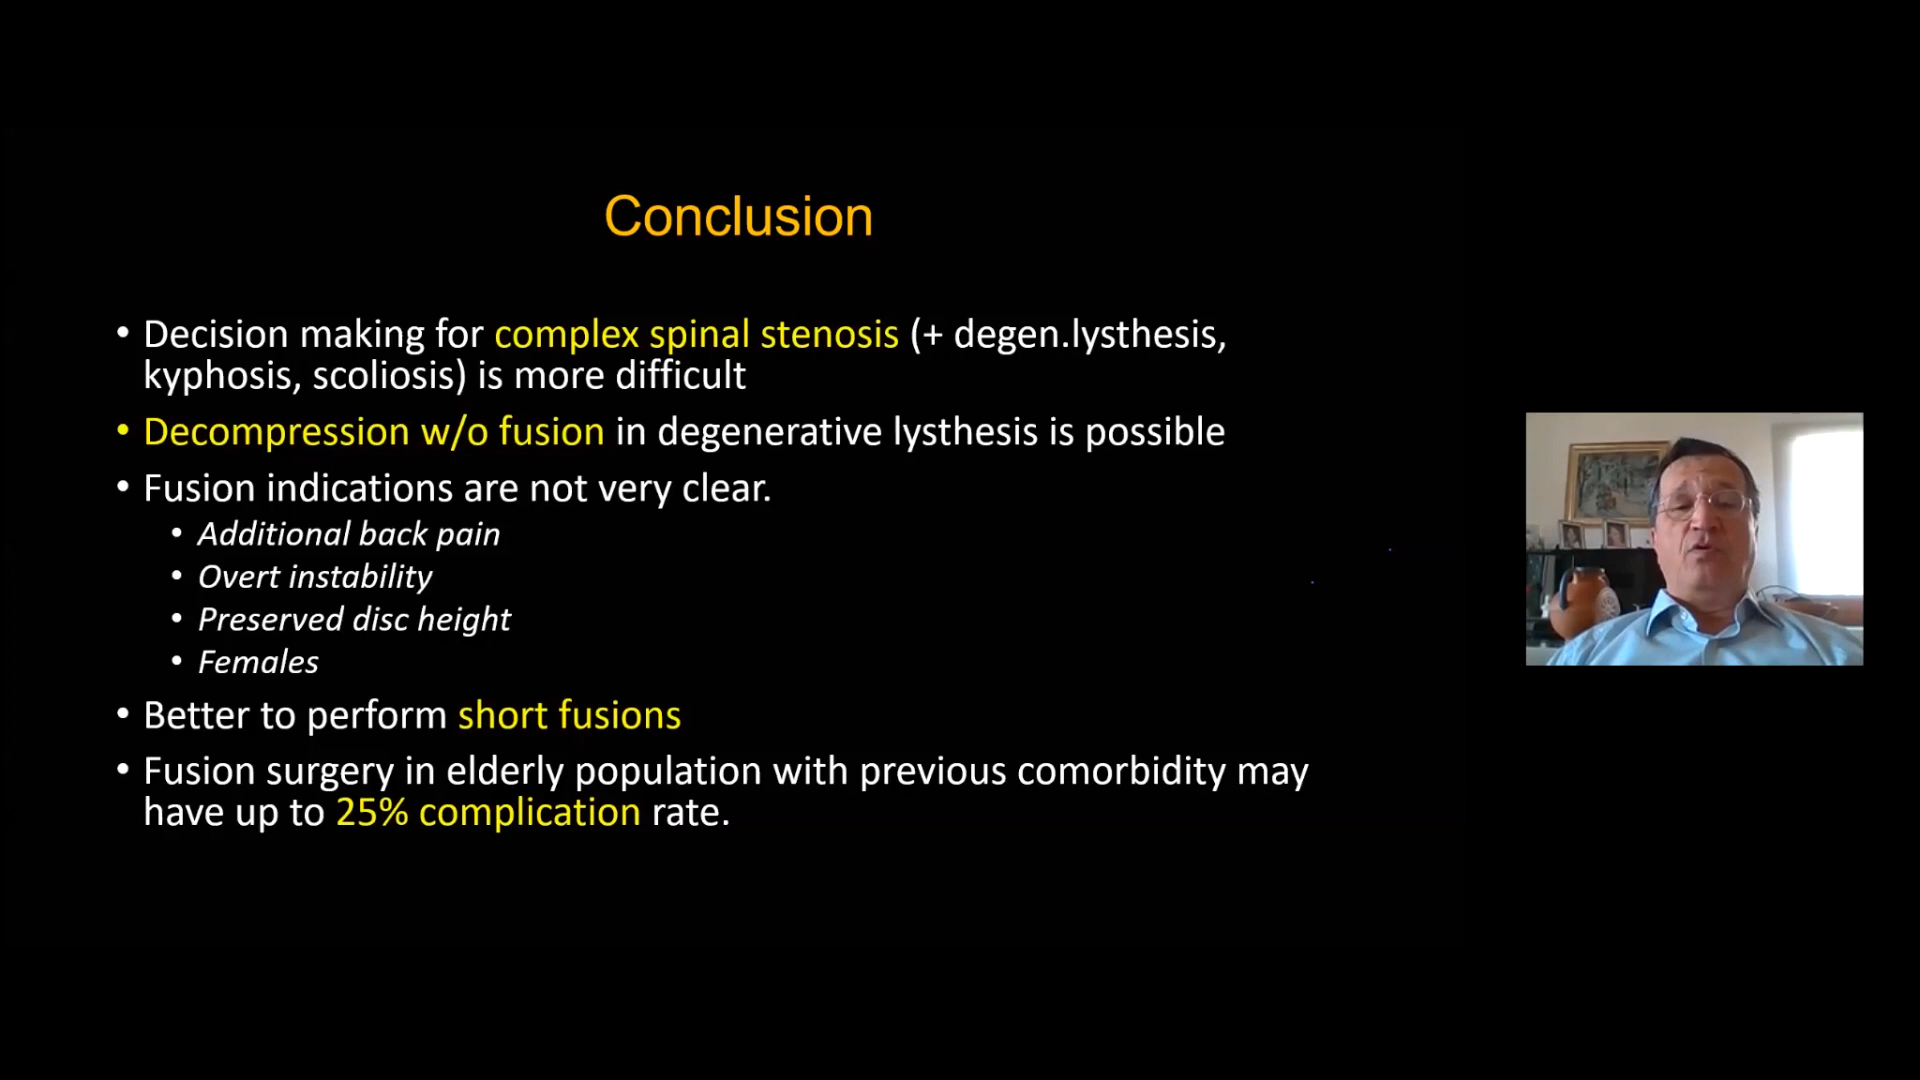 Conclusion
• Decision making for complex spinal stenosis (+ degen.lysthesis,
kyphosis, scoliosis) is more difficult
• Decompression w/o fusion in degenerative lysthesis is possible
• Fusion indications are not very clear.
• Additional back pain
• Overt instability
• Preserved disc height
• Females
• Better to perform short fusions
• Fusion surgery in elderly population with previous comorbidity may
have up to 25% complication rate.